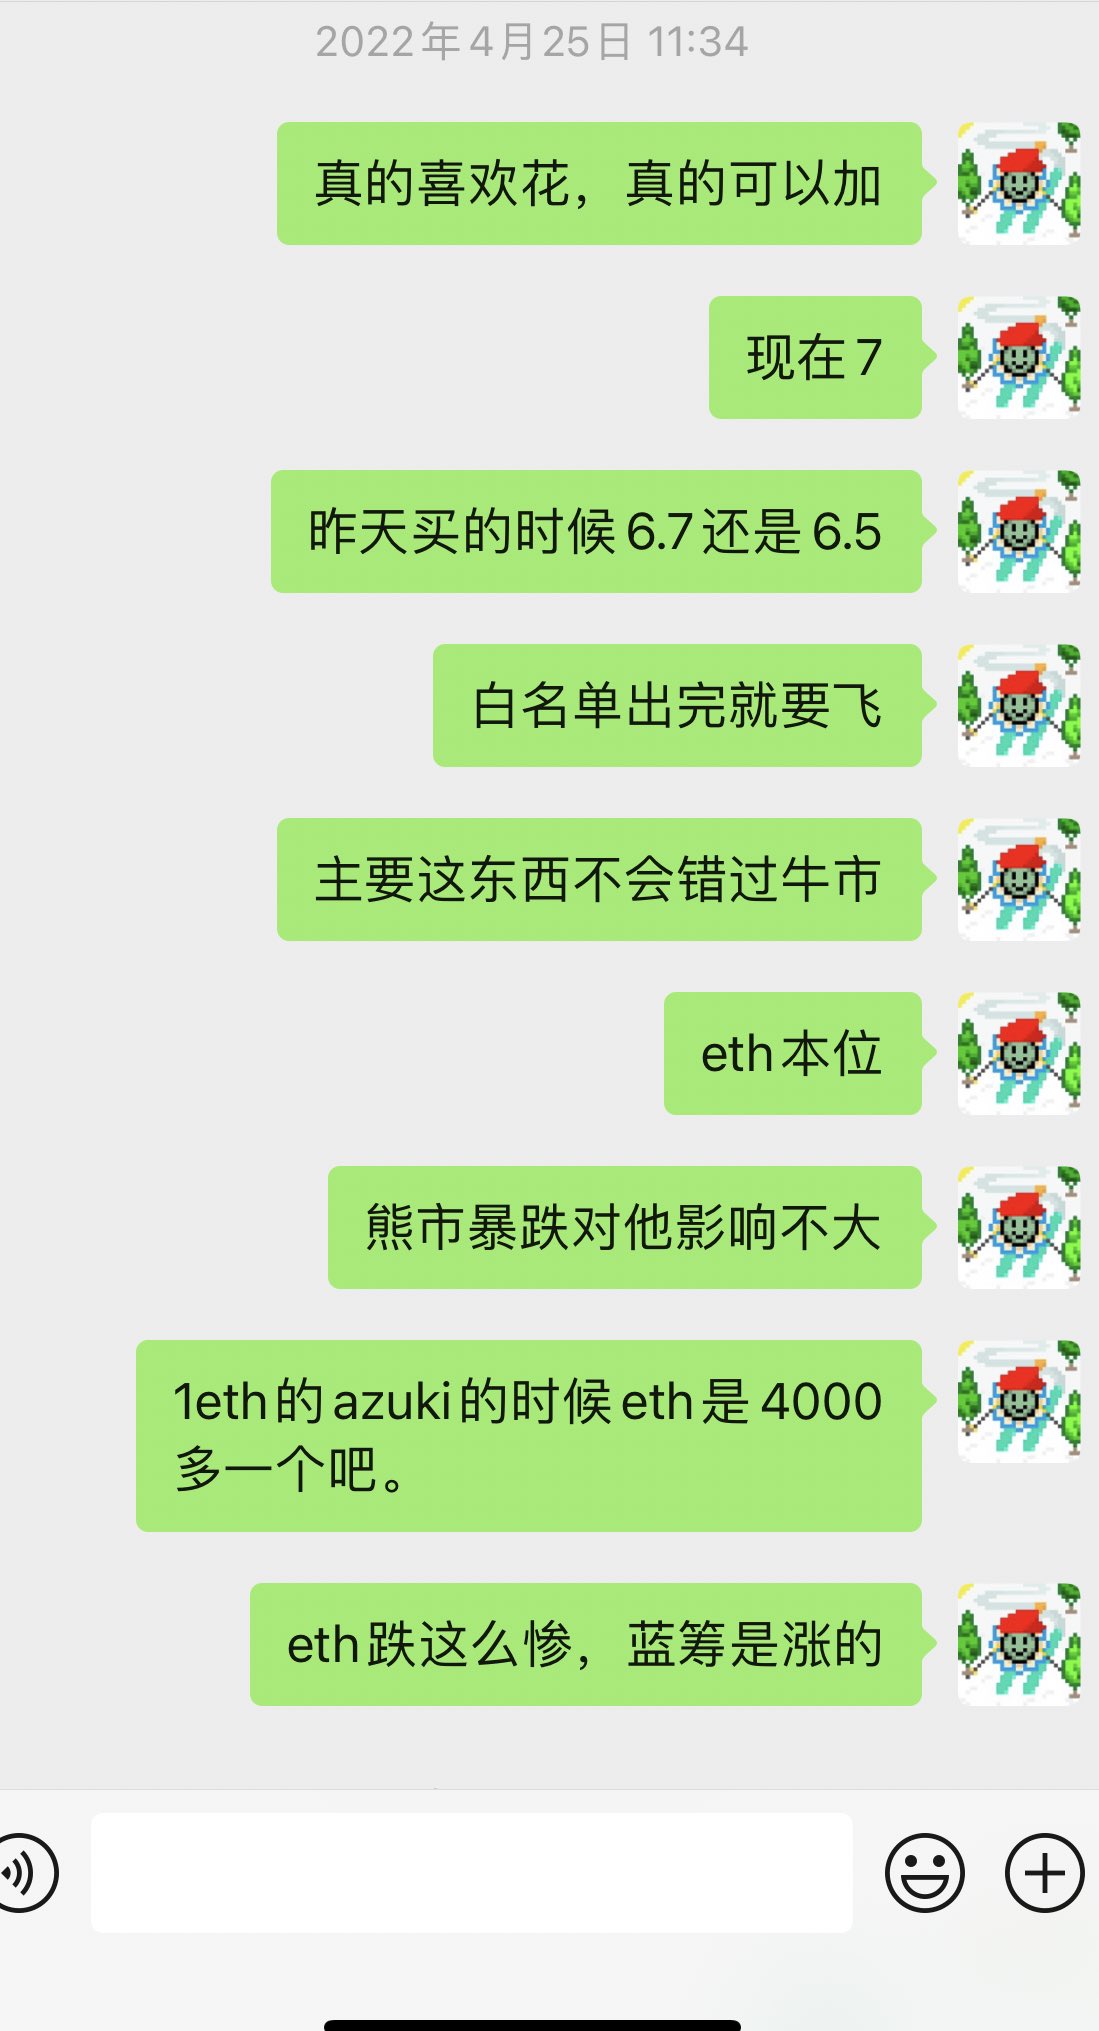 2022年4月25日 11:34
真的喜欢花，真的可以加
现在7
昨天买的时候6.7还是6.5
白名单出完就要飞
主要这东西不会错过牛市
eth本位
熊市暴跌对他影响不大
1eth的azuki的时候eth是4000
多一个吧。
eth跌这么惨，蓝筹是涨的